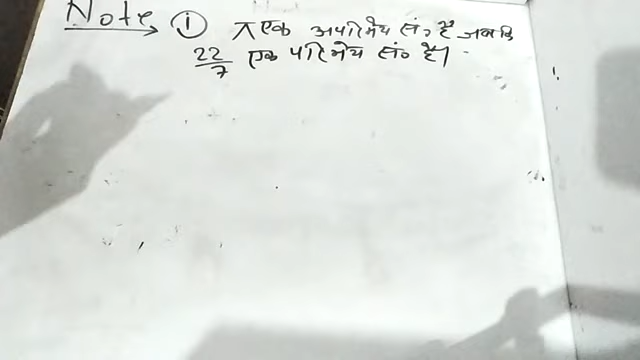 Note ① π एक अपरिमेय सं० है जबकि
22/7 एक परिमेय सं० है।